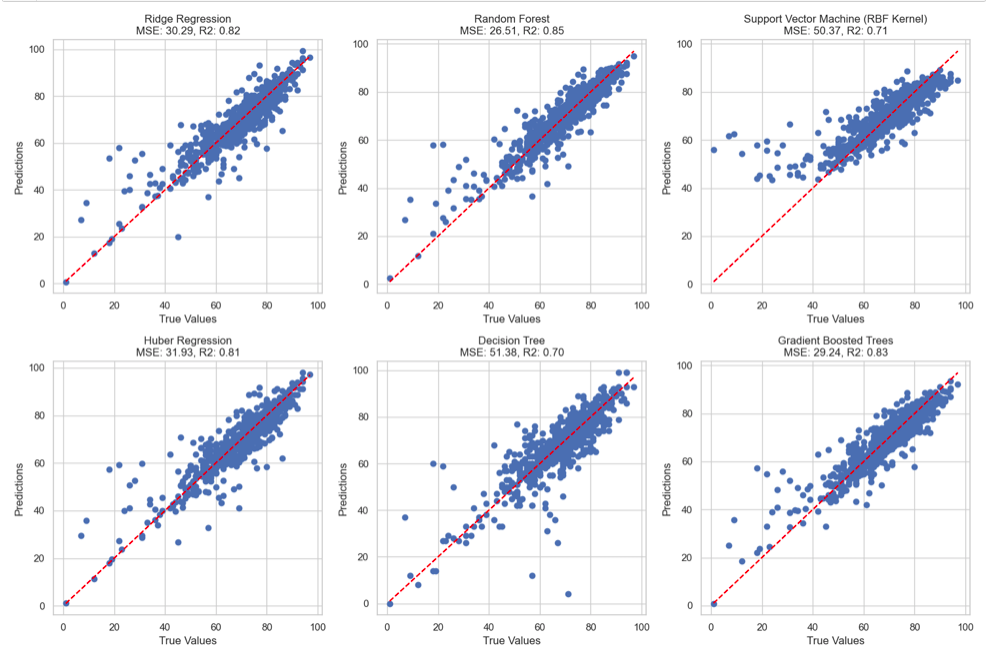 Ridge Regression
MSE: 30.29, R2: 0.82
100
80
60
40
20
0
Predictions
0 20 40 60 80 100
True Values
Random Forest
MSE: 26.51, R2: 0.85
100
80
60
40
20
0
Predictions
0 20 40 60 80 100
True Values
Support Vector Machine (RBF Kernel)
MSE: 50.37, R2: 0.71
100
80
60
40
20
0
Predictions
0 20 40 60 80 100
True Values
Huber Regression
MSE: 31.93, R2: 0.81
100
80
60
40
20
0
Predictions
0 20 40 60 80 100
True Values
Decision Tree
MSE: 51.38, R2: 0.70
100
80
60
40
20
0
Predictions
0 20 40 60 80 100
True Values
Gradient Boosted Trees
MSE: 29.24, R2: 0.83
100
80
60
40
20
0
Predictions
0 20 40 60 80 100
True Values